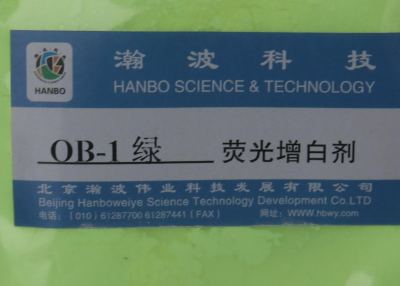 瀚波科技
HANBO
HANBO SCIENCE & TECHNOLOGY
OB-1 绿 荧光增白剂
北京瀚波伟业科技发展有限公司
Beijing Hanboweiye Science Technology Development Co.LTD
电话：（010）61287700 61287441（FAX） 网址：WWW.hbwy.com